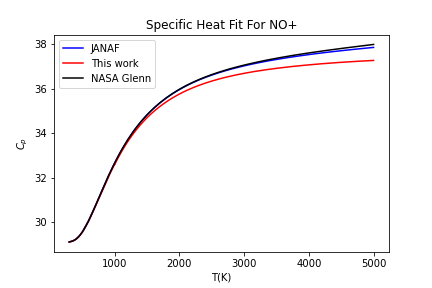 Specific Heat Fit For NO+
JANAF
This work
NASA Glenn
38
36
34
32
30
C_p
1000
2000
3000
4000
5000
T(K)